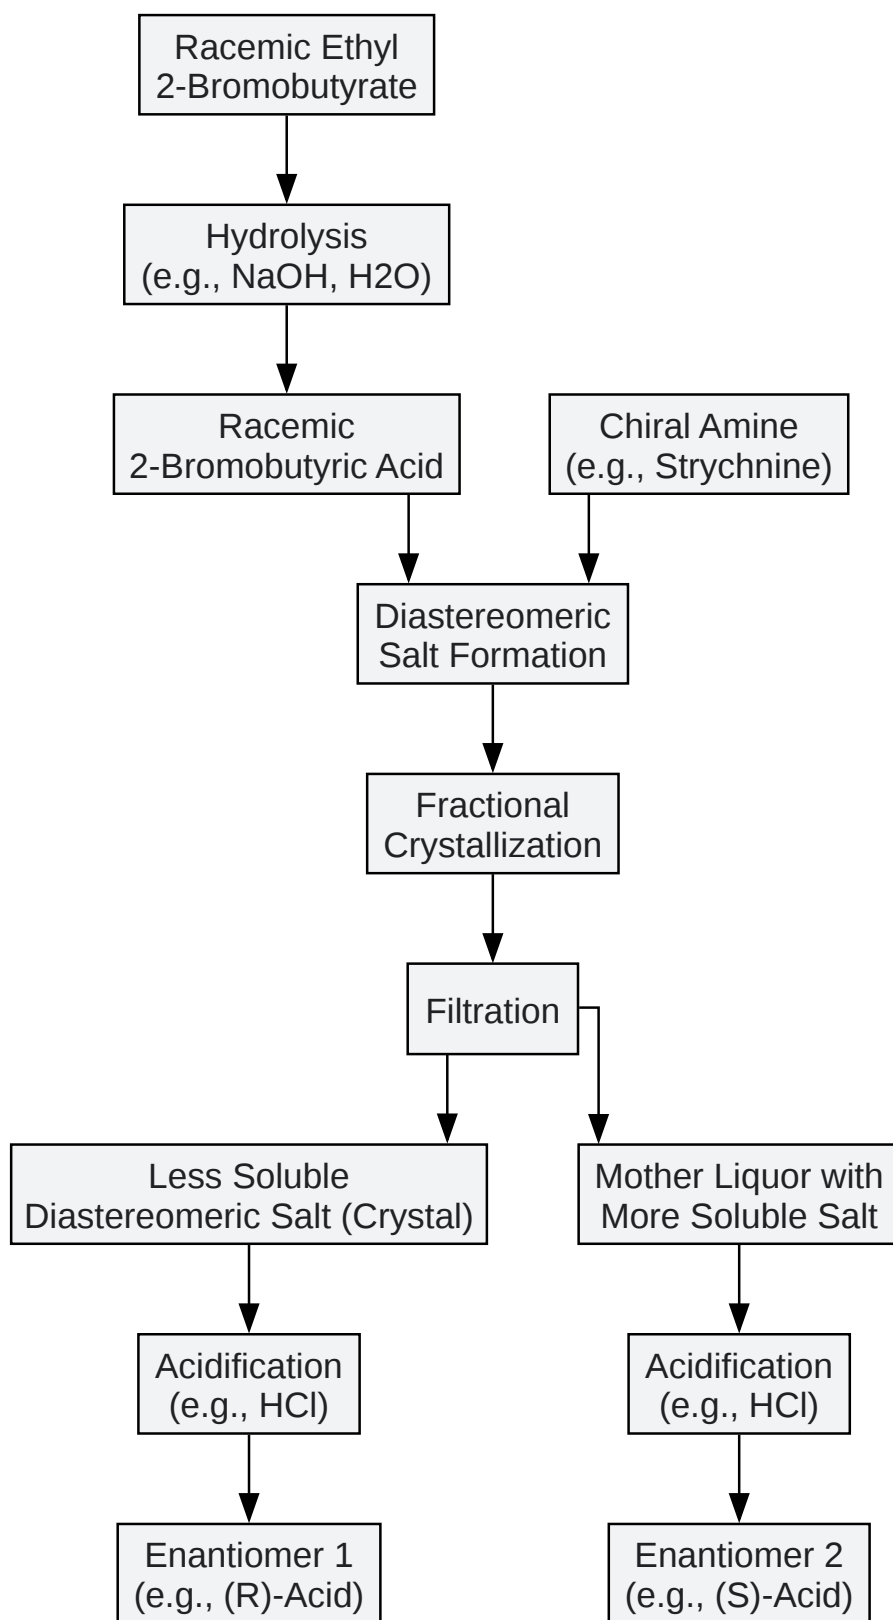 Racemic Ethyl
2-Bromobutyrate
Hydrolysis
(e.g., NaOH, H2O)
Racemic
2-Bromobutyric Acid
Chiral Amine
(e.g., Strychnine)
Diastereomeric
Salt Formation
Fractional
Crystallization
Filtration
Less Soluble
Diastereomeric Salt (Crystal)
Mother Liquor with
More Soluble Salt
Acidification
(e.g., HCl)
Acidification
(e.g., HCl)
Enantiomer 1
(e.g., (R)-Acid)
Enantiomer 2
(e.g., (S)-Acid)